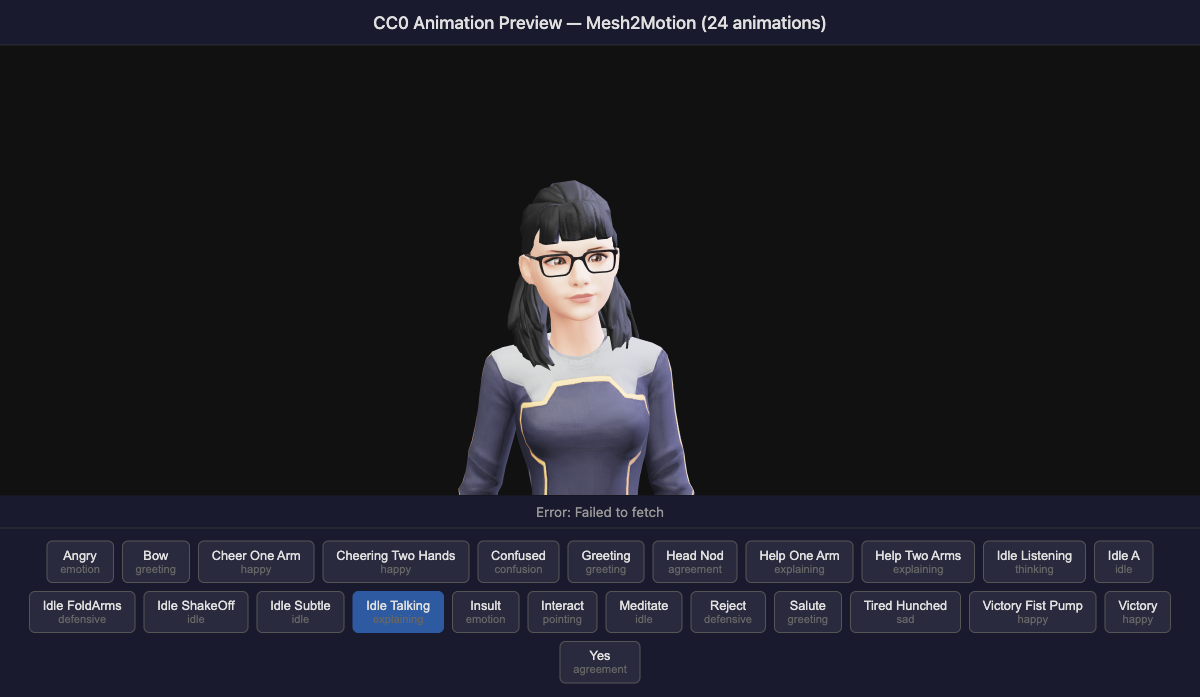 CC0 Animation Preview — Mesh2Motion (24 animations)
Error: Failed to fetch
Angry
emotion
Bow
greeting
Cheer One Arm
happy
Cheering Two Hands
happy
Confused
confusion
Greeting
greeting
Head Nod
agreement
Help One Arm
explaining
Help Two Arms
explaining
Idle Listening
thinking
Idle A
idle
Idle FoldArms
defensive
Idle ShakeOff
idle
Idle Subtle
idle
Idle Talking
explaining
Insult
emotion
Interact
pointing
Meditate
idle
Reject
defensive
Salute
greeting
Tired Hunched
sad
Victory Fist Pump
happy
Victory
happy
Yes
agreement